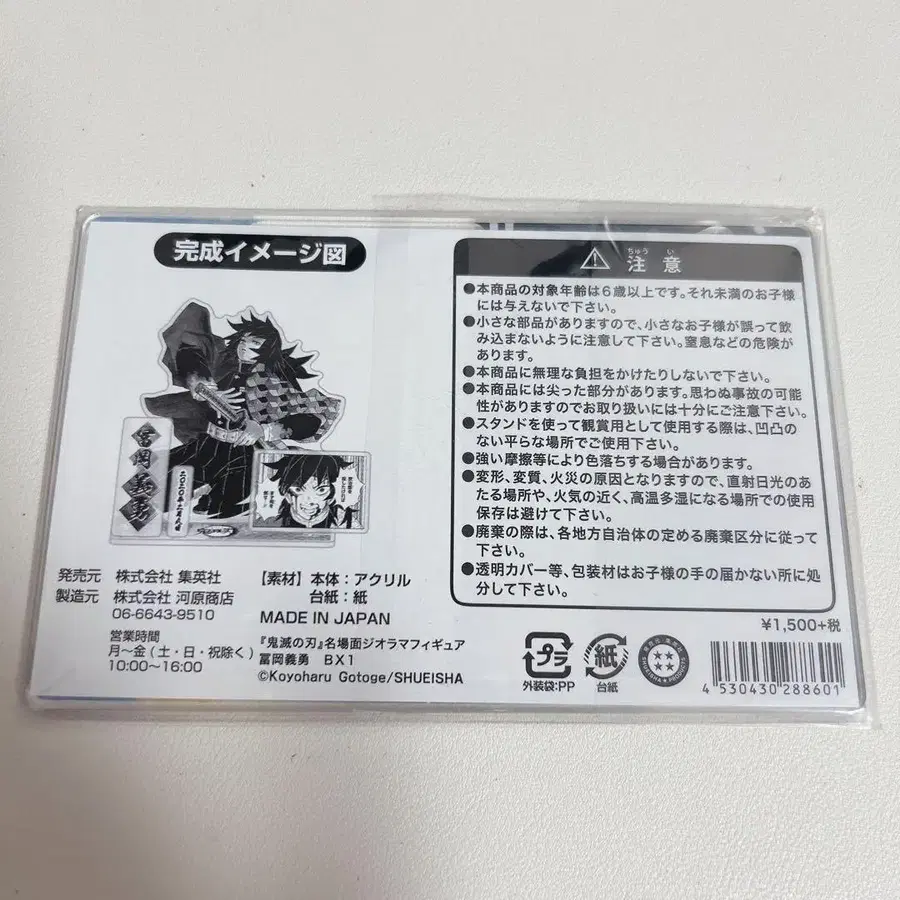 完成イメージ図
冨岡義勇
発売元 株式会社 集英社
製造元 株式会社 河原商店
06-6643-9510
営業時間
月〜金(土・日・祝除く)
10:00〜16:00
【素材】本体：アクリル
台紙：紙
MADE IN JAPAN
『鬼滅の刃』名場面ジオラマフィギュア
冨岡義勇 BX1
©Koyoharu Gotoge/SHUEISHA
ちゅう い
注意
●本商品の対象年齢は6歳以上です。それ未満のお子様
には与えないで下さい。
●小さな部品がありますので、小さなお子様が誤って飲
み込まないように注意して下さい。窒息などの危険が
あります。
●本商品に無理な負担をかけたりしないで下さい。
●本商品には尖った部分があります。思わぬ事故の可能
性がありますのでお取り扱いには十分にご注意下さい。
●スタンドを使って観賞用として使用する際は、凹凸の
ない平らな場所でご使用下さい。
●強い摩擦等により色落ちする場合があります。
●変形、変質、火災の原因となりますので、直射日光のあ
たる場所や、火気の近く、高温多湿になる場所での使用
保存は避けて下さい。
●廃棄の際は、各地方自治体の定める廃棄区分に従って
下さい。
●透明カバー等、包装材はお子様の手の届かない所に処
分して下さい。
¥1,500+税
プラ
外装袋:PP
紙
台紙
4 530430 288601